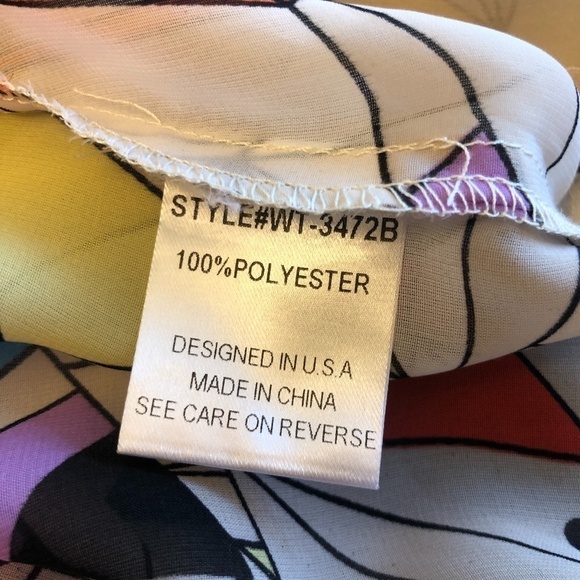 STYLE#WT-3472B
100%POLYESTER
DESIGNED IN U.S.A
MADE IN CHINA
SEE CARE ON REVERSE